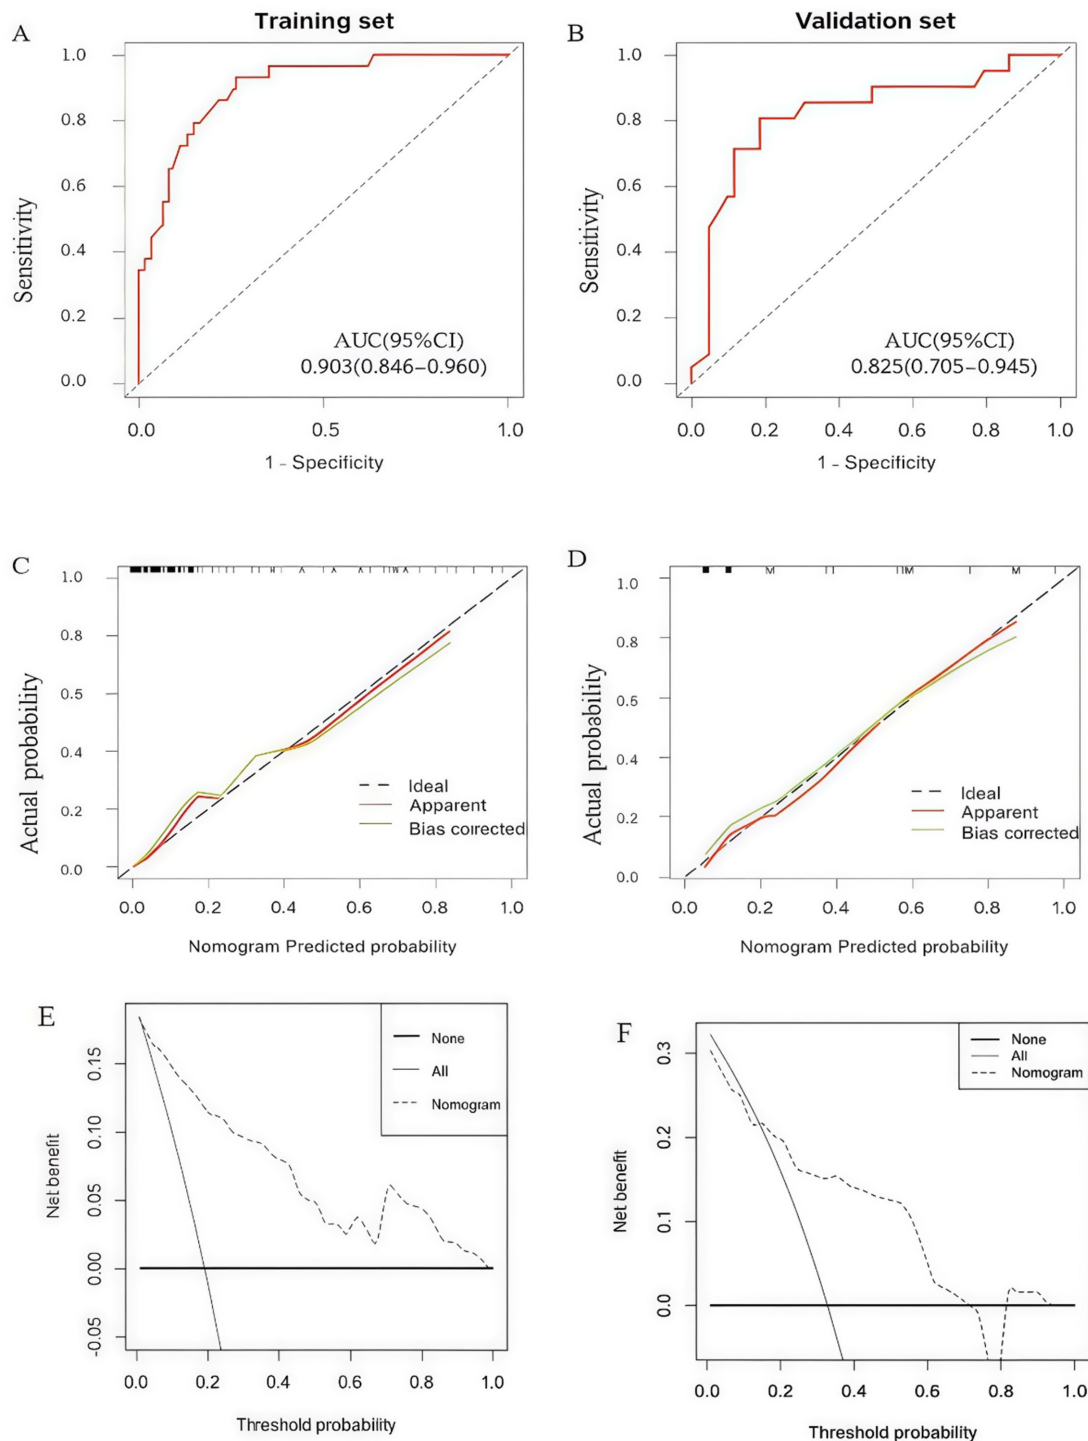 Training set
Validation set
A
B
1.0
0.8
0.6
0.4
0.2
0.0
Sensitivity
AUC(95%CI)
0.903(0.846–0.960)
0.0 0.5 1.0
1 - Specificity
1.0
0.8
0.6
0.4
0.2
0.0
Sensitivity
AUC(95%CI)
0.825(0.705–0.945)
0.0 0.2 0.4 0.6 0.8 1.0
1 - Specificity
C
1.0
0.8
0.5
0.4
0.2
0.0
Actual probability
Ideal
Apparent
Bias corrected
0.0 0.2 0.4 0.6 0.8 1.0
Nomogram Predicted probability
D
1.0
0.8
0.6
0.4
0.2
0.0
Actual probability
Ideal
Apparent
Bias corrected
0.0 0.2 0.4 0.6 0.8 1.0
Nomogram Predicted probability
E
0.15
0.10
0.05
0.00
-0.05
Net benefit
None
All
Nomogram
0.0 0.2 0.4 0.6 0.8 1.0
Threshold probability
F
0.3
0.2
0.1
0.0
Net benefit
None
All
Nomogram
0.0 0.2 0.4 0.6 0.8 1.0
Threshold probability